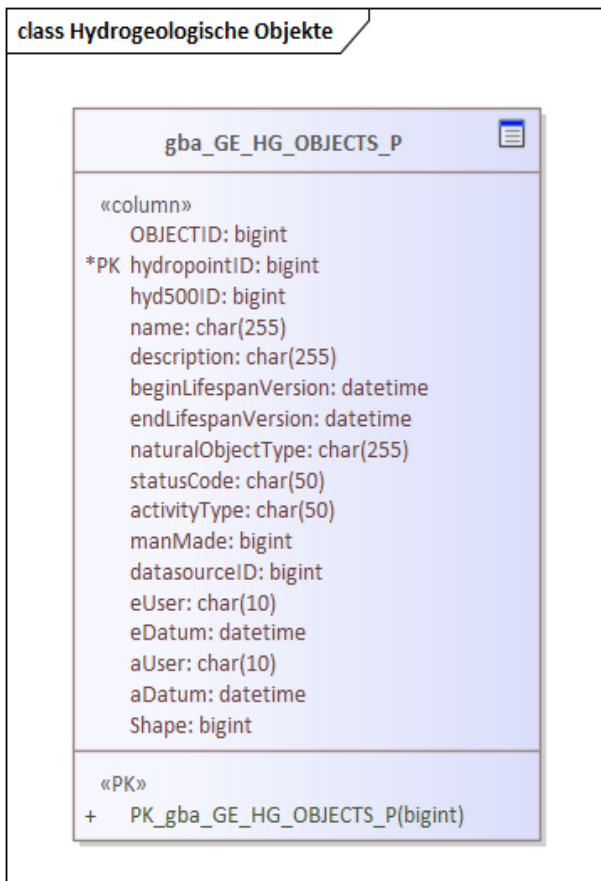 class Hydrogeologische Objekte
gba_GE_HG_OBJECTS_P
«column»
OBJECTID: bigint
*PK hydropointID: bigint
hyd500ID: bigint
name: char(255)
description: char(255)
beginLifespanVersion: datetime
endLifespanVersion: datetime
naturalObjectType: char(255)
statusCode: char(50)
activityType: char(50)
manMade: bigint
datasourceID: bigint
eUser: char(10)
eDatum: datetime
aUser: char(10)
aDatum: datetime
Shape: bigint
«PK»
+ PK_gba_GE_HG_OBJECTS_P(bigint)